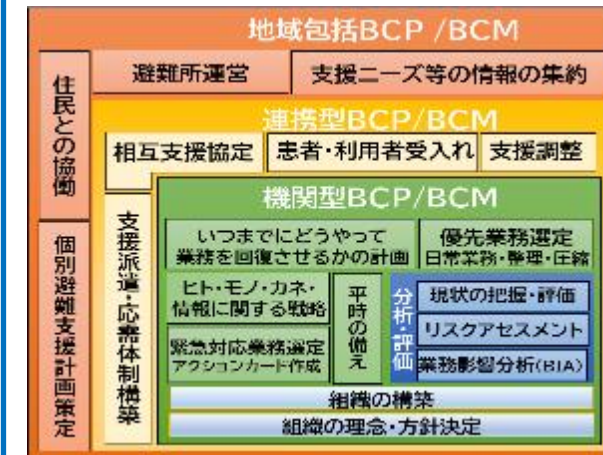 地域包括BCP /BCM
住民との協働
避難所運営
支援ニーズ等の情報の集約
連携型BCP/BCM
相互支援協定
患者・利用者受入れ
支援調整
機関型BCP/BCM
個別避難支援計画策定
支援派遣・応需体制構築
いつまでにどうやって
業務を回復させるかの計画
優先業務選定
日常業務・整理・圧縮
ヒト・モノ・カネ・
情報に関する戦略
平時の備え
分析・評価
現状の把握・評価
リスクアセスメント
緊急対応業務選定
アクションカード作成
業務影響分析(BIA)
組織の構築
組織の理念・方針決定